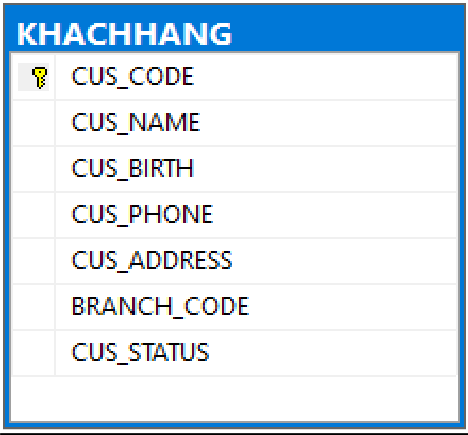 KHACHHANG
CUS_CODE
CUS_NAME
CUS_BIRTH
CUS_PHONE
CUS_ADDRESS
BRANCH_CODE
CUS_STATUS